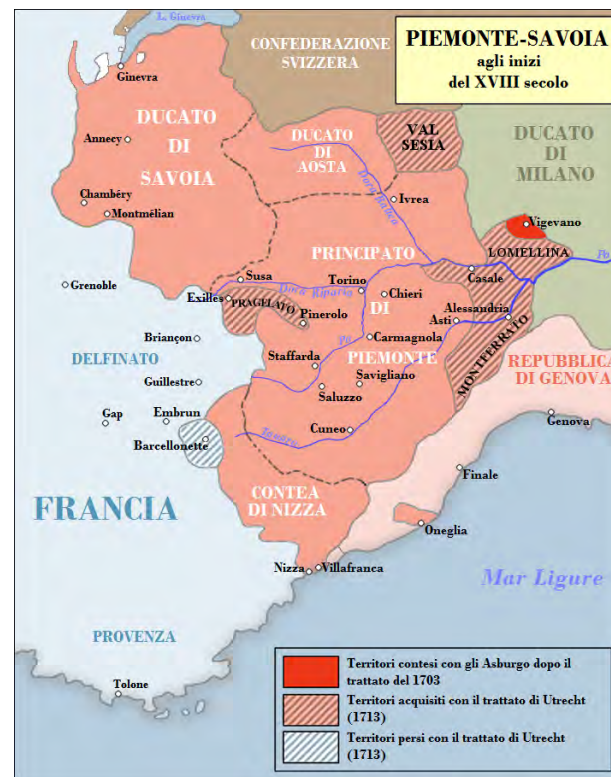 L. Ginevra
CONFEDERAZIONE
SVIZZERA
PIEMONTE-SAVOIA
agli inizi
del XVIII secolo
Ginevra
DUCATO
DI
SAVOIA
Annecy
DUCATO
DI
AOSTA
VAL
SESIA
DUCATO
DI
MILANO
Chambéry
Montmélian
Dora Baltea
Ivrea
Vigevano
LOMELLINA
Po
PRINCIPATO
DI
PIEMONTE
Casale
Grenoble
Susa
Dora Riparia
Torino
Chieri
Exilles
PRAGELATO
Pinerolo
Alessandria
Asti
Po
Carmagnola
MONFERRATO
Briançon
Staffarda
DELFINATO
Savigliano
Saluzzo
REPUBBLICA
DI GENOVA
Guillestre
Gap
Embrun
Barcellonette
Tanaro
Cuneo
Genova
FRANCIA
CONTEA
DI NIZZA
Finale
Oneglia
Nizza
Villafranca
Mar Ligure
PROVENZA
Tolone
Territori contesi con gli Asburgo dopo il
trattato del 1703
Territori acquisiti con il trattato di Utrecht
(1713)
Territori persi con il trattato di Utrecht
(1713)